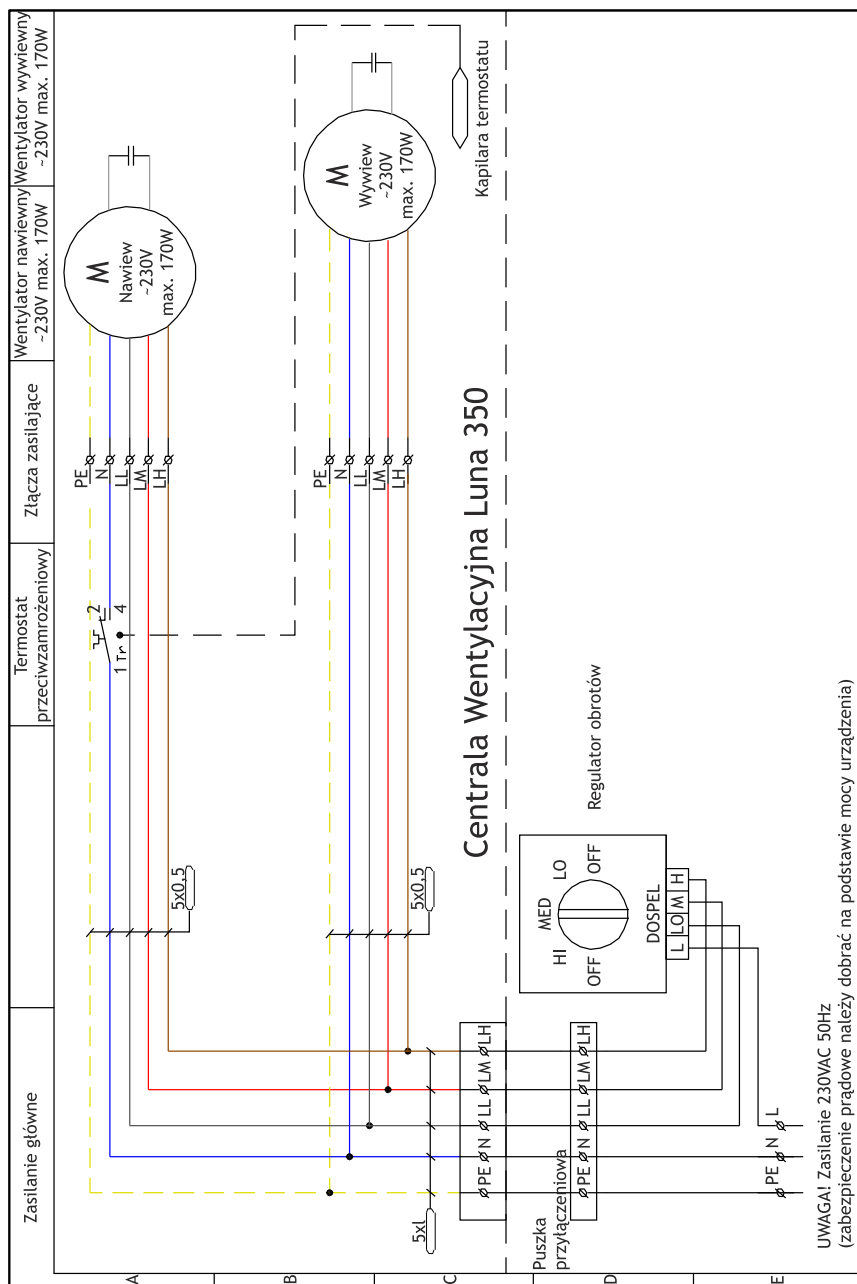 Zasilanie główne
Termostat
przeciwzamrożeniowy
Złącza zasilające
Wentylator nawiewny
~230V max. 170W
Wentylator wywiewny
~230V max. 170W
A
B
C
D
E
5x0,5
1
Tr
2
4
PE
N
LL
LM
LH
M
Nawiew
~230V
max. 170W
5x0,5
PE
N
LL
LM
LH
M
Wywiew
~230V
max. 170W
Kapilara termostatu
5xl
PE
N
LL
LM
LH
Centrala Wentylacyjna Luna 350
Puszka
przyłączeniowa
PE
N
LL
LM
LH
OFF
HI
MED
LO
OFF
DOSPEL
L
LO
M
H
Regulator obrotów
PE
N
L
UWAGA! Zasilanie 230VAC 50Hz
(zabezpieczenie prądowe należy dobrać na podstawie mocy urządzenia)